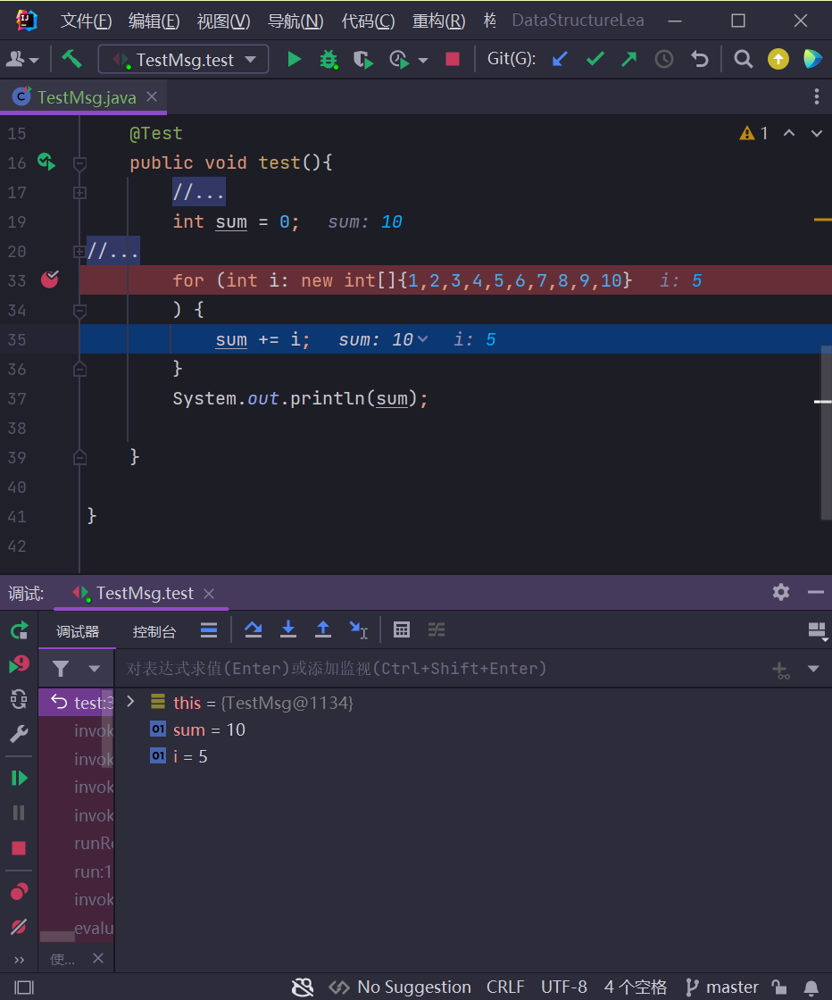 文件(F) 编辑(E) 视图(V) 导航(N) 代码(C) 重构(R) 构 DataStructureLea
TestMsg.test Git(G):
TestMsg.java
15 @Test 1
16 public void test(){
17 //...
19 int sum = 0; sum: 10
20 //...
33 for (int i: new int[]{1,2,3,4,5,6,7,8,9,10} i: 5
34 ) {
35 sum += i; sum: 10 i: 5
36 }
37 System.out.println(sum);
38
39 }
40
41 }
42
调试: TestMsg.test
调试器 控制台
对表达式求值(Enter)或添加监视(Ctrl+Shift+Enter)
test:3 this = {TestMsg@1134}
invok sum = 10
invok i = 5
invok
invok
runRe
run:1
invok
evalu
使...
No Suggestion CRLF UTF-8 4 个空格 master